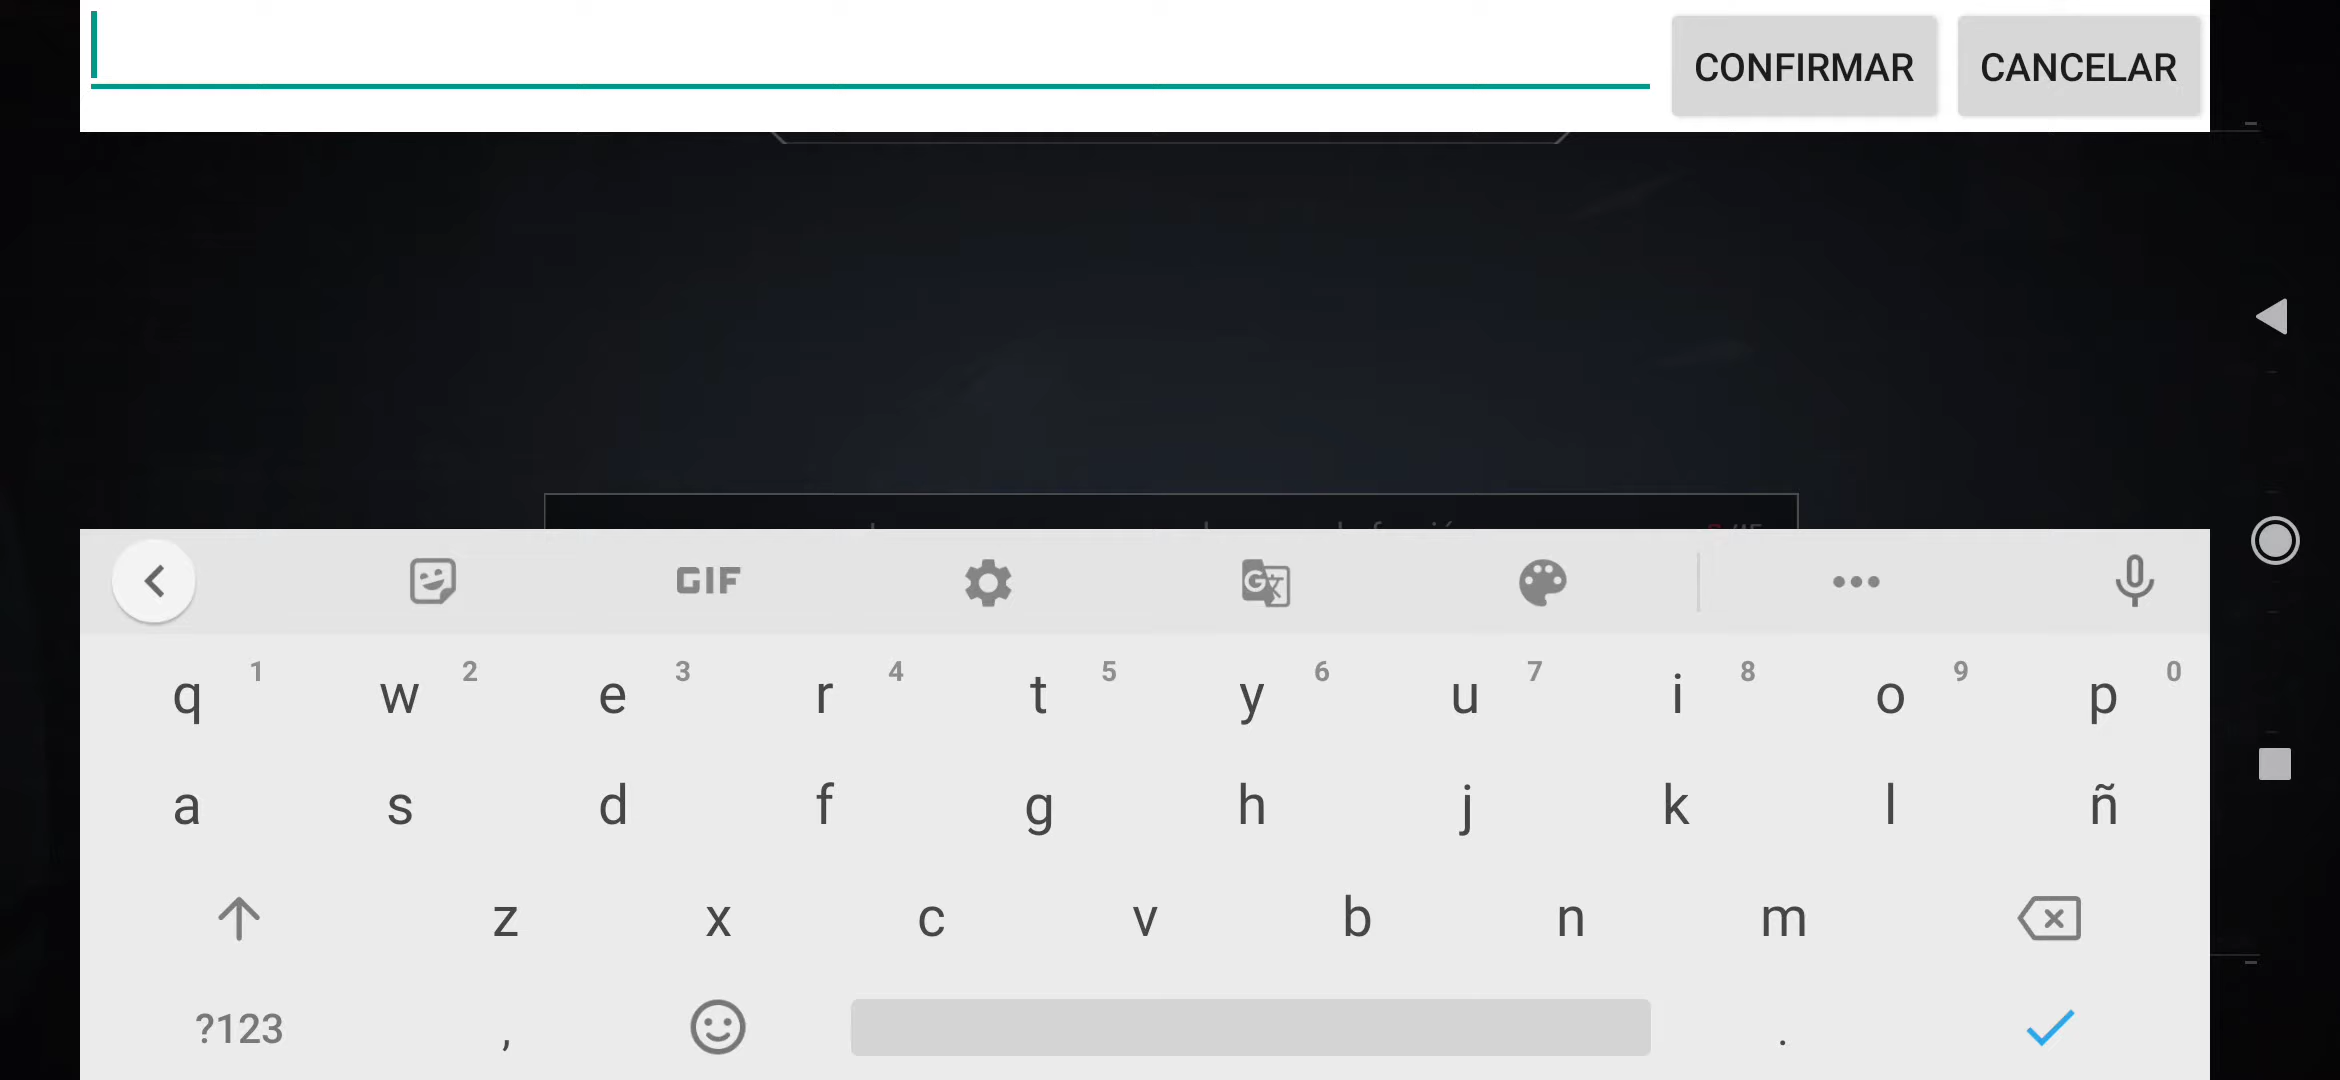 CONFIRMAR CANCELAR
GIF
1 2 3 4 5 6 7 8 9 0
q w e r t y u i o p
a s d f g h j k l ñ
z x c v b n m
?123 , .